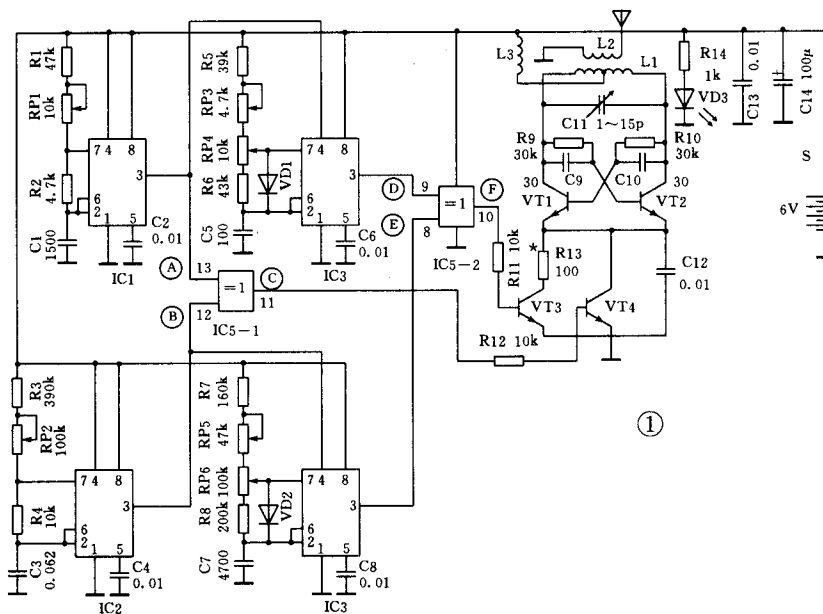 R1 47k
RP1 10k
R2 4.7k
C1 1500
7 4 8
3
6
2
1 5
C2
0.01
IC1
R5 39k
RP3 4.7k
RP4 10k
R6 43k
VD1
C5 100
7 4 8
3
6
2
1 5
C6
0.01
IC3
A 13
B 12
=1
C
11
IC5-1
D 9
E 8
=1
F
10
IC5-2
L3
L2
L1
C11 1~15p
R9
30k
C9
30
VT1
R10
30k
C10
30
VT2
R11 10k
* R13
100
C12
0.01
VT3
VT4
R12 10k
R14
1k
VD3
C13 0.01
+
C14 100μ
S
6V
R3 390k
RP2 100k
R4 10k
C3 0.062
7 4 8
3
6
2
1 5
C4
0.01
IC2
R7 160k
RP5 47k
RP6 100k
R8 200k
VD2
C7 4700
7 4 8
3
6
2
1 5
C8
0.01
IC3
①